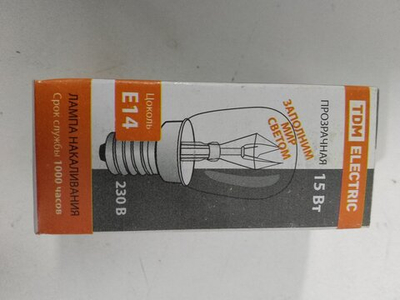 TDM ELECTRIC
ПРОЗРАЧНАЯ
15 Вт
ЗАПОЛНИМ
МИР
СВЕТОМ
Цоколь
E14
230 В
ЛАМПА НАКАЛИВАНИЯ
Срок службы 1000 часов